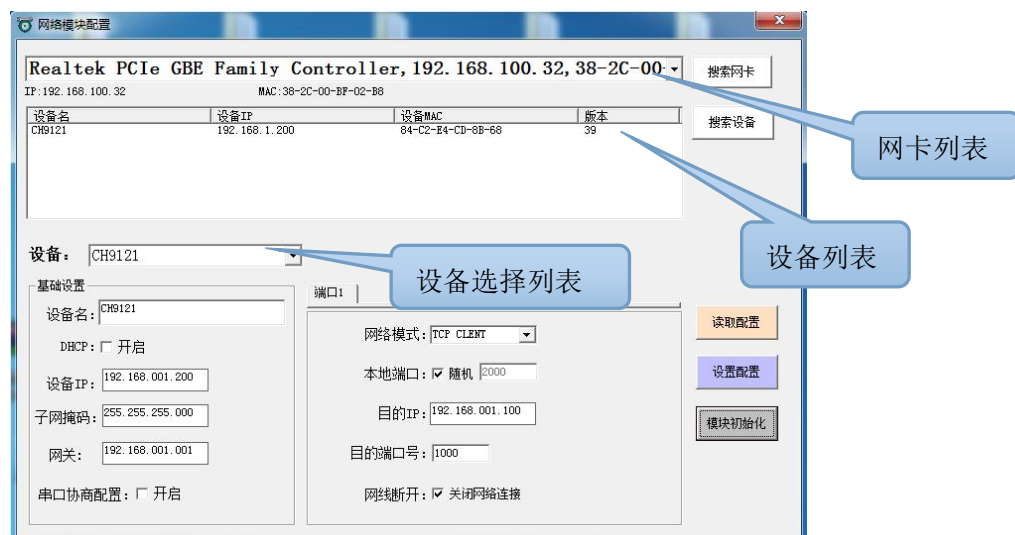 网络模块配置
Realtek PCIe GBE Family Controller, 192.168.100.32, 38-2C-00-
搜索网卡
IP:192.168.100.32 MAC:38-2C-00-BF-02-B8
设备名 设备IP 设备MAC 版本
搜索设备
CH9121 192.168.1.200 84-C2-E4-CD-8B-68 39
网卡列表
设备列表
设备: CH9121
设备选择列表
基础设置
设备名: CH9121
DHCP: 开启
设备IP: 192.168.001.200
子网掩码: 255.255.255.000
网关: 192.168.001.001
串口协商配置: 开启
端口1
网络模式: TCP CLENT
本地端口: 随机 2000
目的IP: 192.168.001.100
目的端口号: 1000
网线断开: 关闭网络连接
读取配置
设置配置
模块初始化